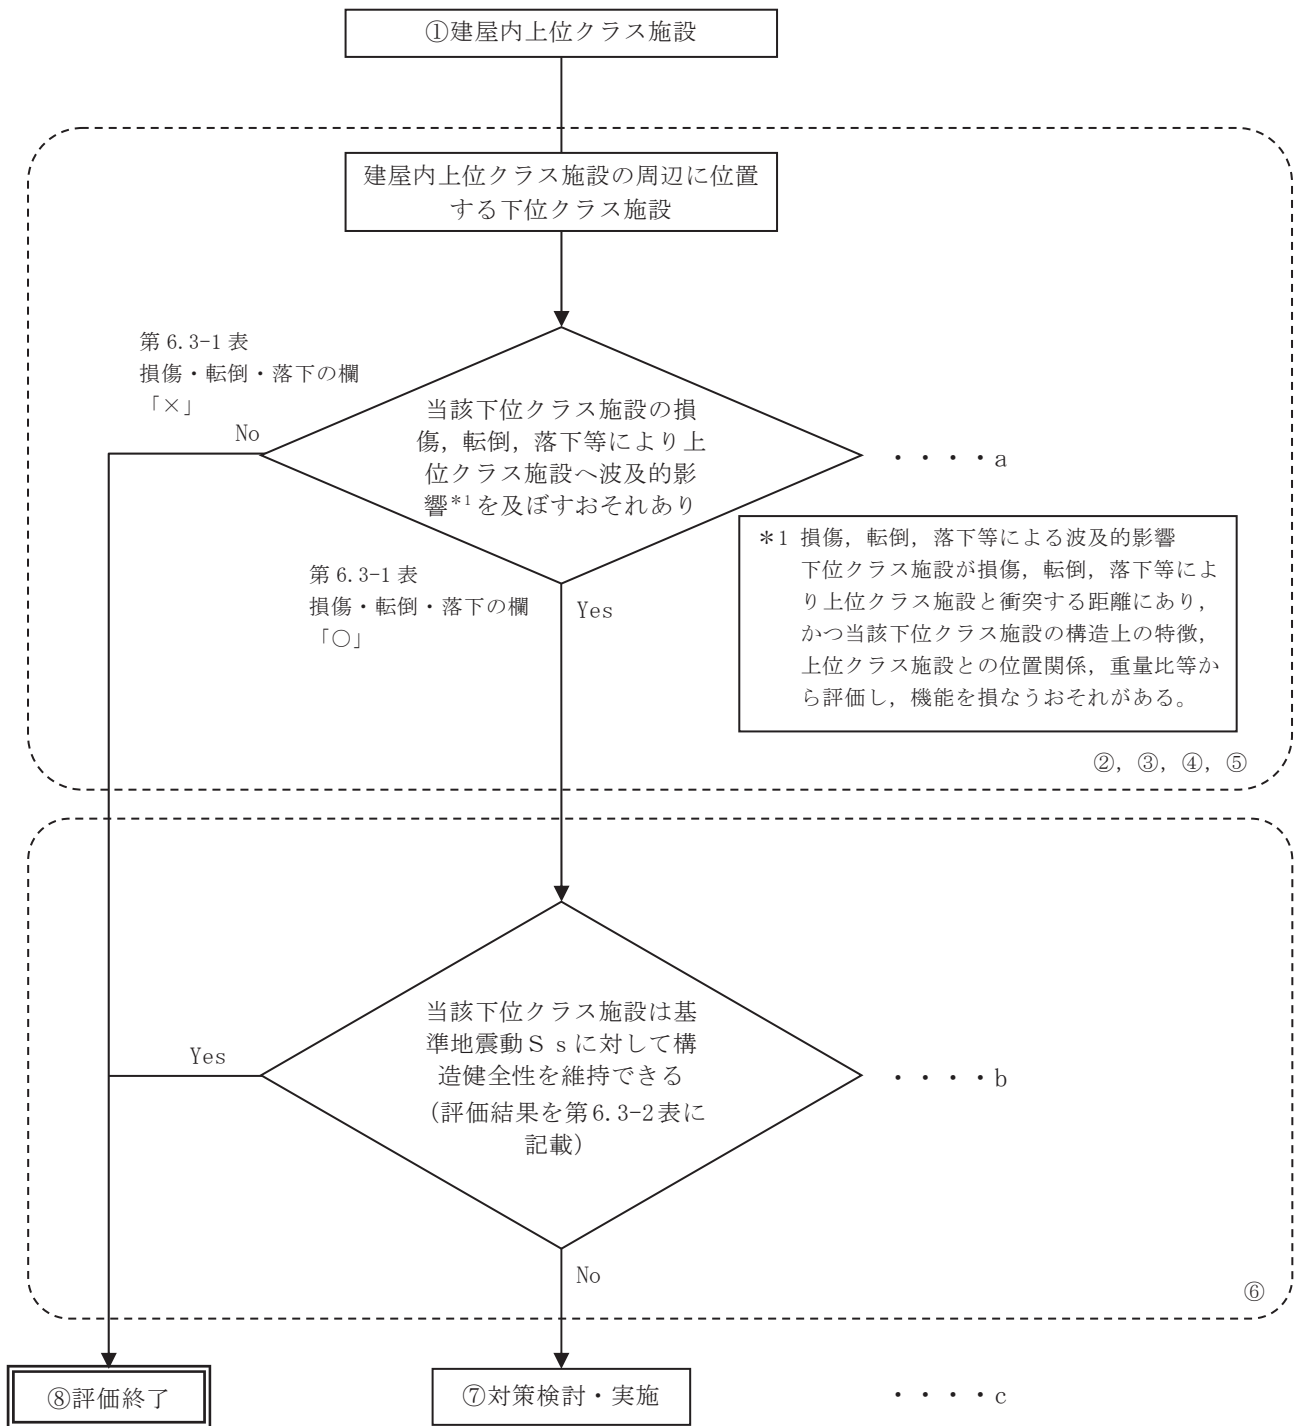 ①建屋内上位クラス施設
建屋内上位クラス施設の周辺に位置
する下位クラス施設
第 6.3-1 表
損傷・転倒・落下の欄
「×」
No
当該下位クラス施設の損
傷，転倒，落下等により上
位クラス施設へ波及的影
響*1を及ぼすおそれあり
・・・・a
＊1 損傷，転倒，落下等による波及的影響
下位クラス施設が損傷，転倒，落下等によ
り上位クラス施設と衝突する距離にあり，
かつ当該下位クラス施設の構造上の特徴，
上位クラス施設との位置関係，重量比等か
ら評価し，機能を損なうおそれがある。
第 6.3-1 表
損傷・転倒・落下の欄
「○」
Yes
②，③，④，⑤
当該下位クラス施設は基
準地震動Ｓｓに対して構
造健全性を維持できる
（評価結果を第6.3-2表に
記載）
Yes
・・・・b
No
⑥
⑧評価終了
⑦対策検討・実施
・・・・c